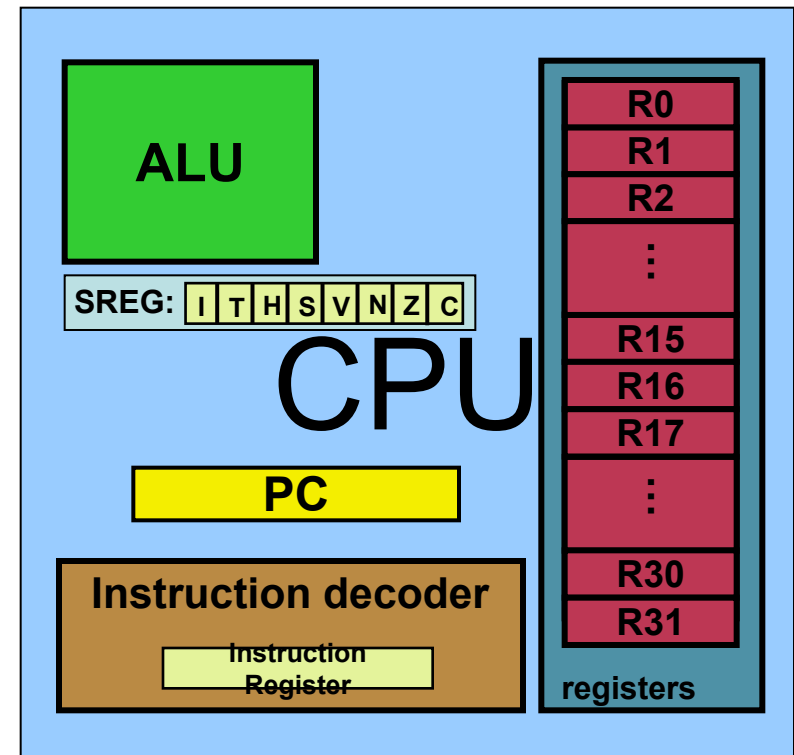 ALU
SREG: I T H S V N Z C
CPU
PC
Instruction decoder
Instruction
Register
R0
R1
R2
⋮
R15
R16
R17
⋮
R30
R31
registers